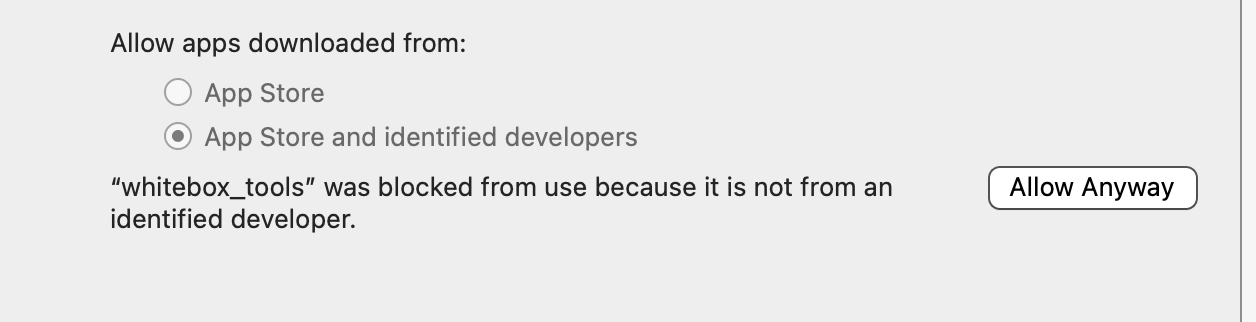 Allow apps downloaded from:
App Store
App Store and identified developers
“whitebox_tools” was blocked from use because it is not from an
identified developer.
Allow Anyway